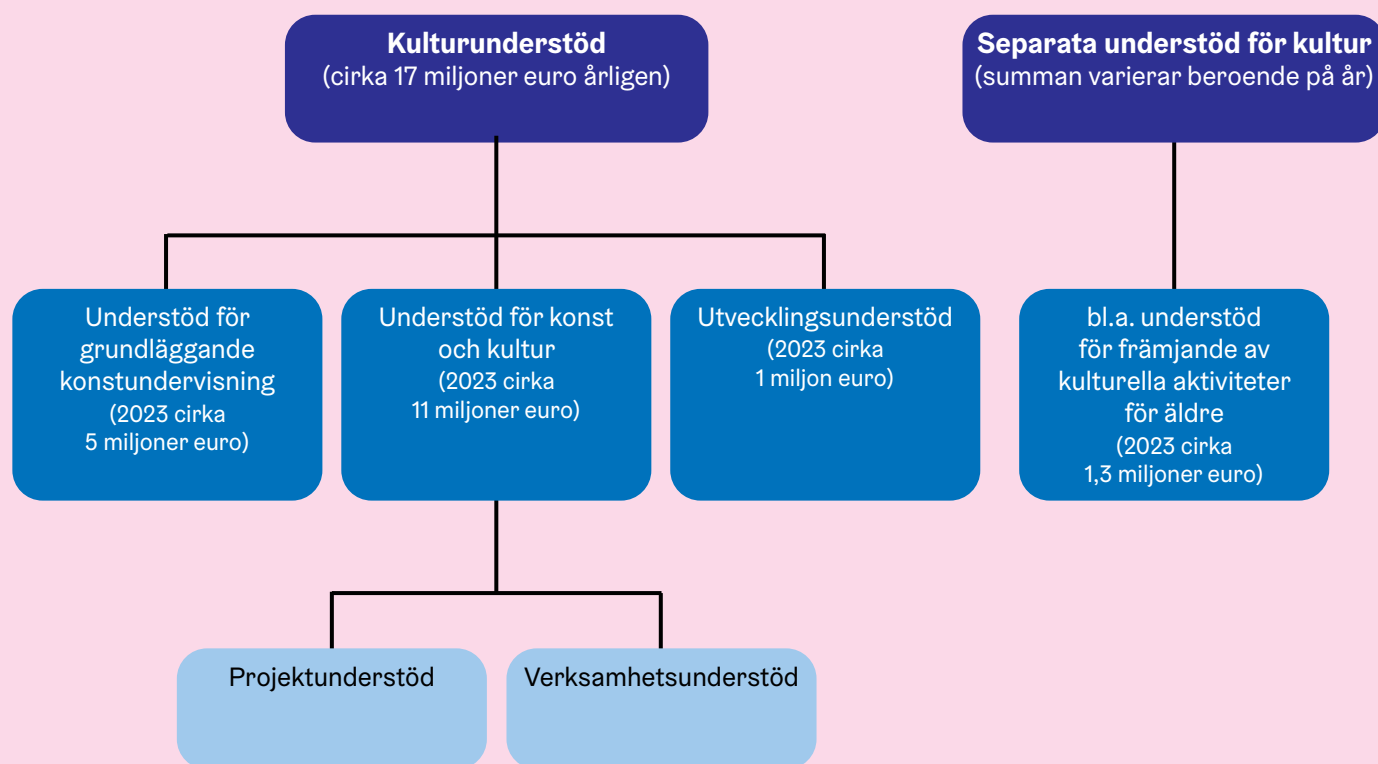 Kulturunderstöd
(cirka 17 miljoner euro årligen)
Separata understöd för kultur
(summan varierar beroende på år)
Understöd för
grundläggande
konstundervisning
(2023 cirka
5 miljoner euro)
Understöd för konst
och kultur
(2023 cirka
11 miljoner euro)
Utvecklingsunderstöd
(2023 cirka
1 miljon euro)
bl.a. understöd
för främjande av
kulturella aktiviteter
för äldre
(2023 cirka
1,3 miljoner euro)
Projektunderstöd
Verksamhetsunderstöd